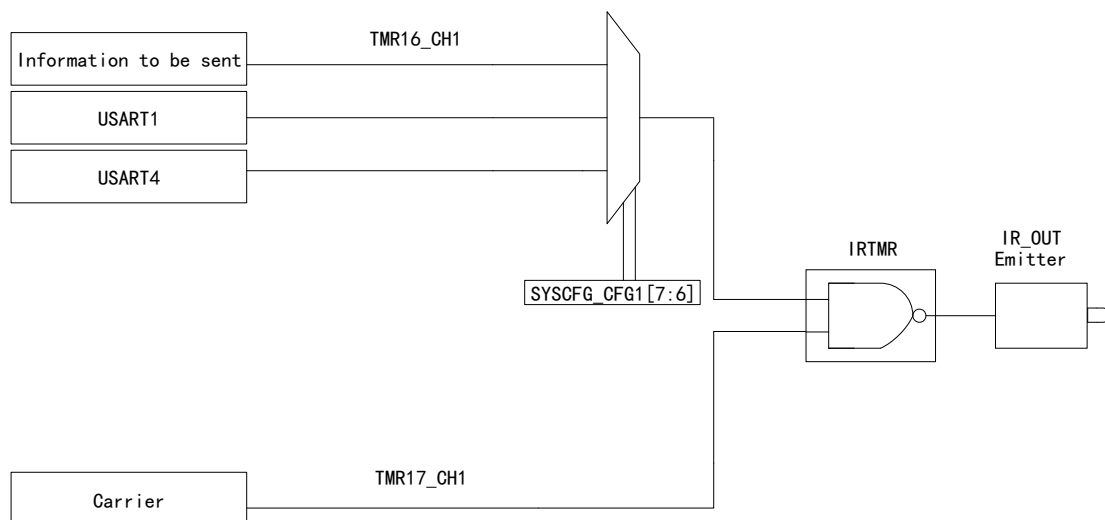 TMR16_CH1
Information to be sent
USART1
USART4
SYSCFG_CFG1[7:6]
IRTMR
IR_OUT
Emitter
TMR17_CH1
Carrier